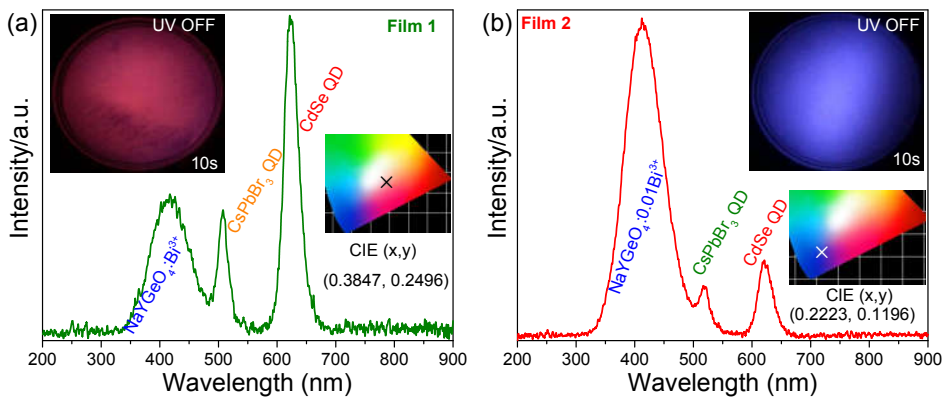 (a)
UV OFF
10s
Film 1
NaYGeO₄:Bi³⁺
CsPbBr₃ QD
CdSe QD
CIE (x,y)
(0.3847, 0.2496)
Intensity/a.u.
200 300 400 500 600 700 800 900
Wavelength (nm)
(b)
Film 2
UV OFF
10s
NaYGeO₄:0.01Bi³⁺
CsPbBr₃ QD
CdSe QD
CIE (x,y)
(0.2223, 0.1196)
Intensity/a.u.
200 300 400 500 600 700 800 900
Wavelength (nm)